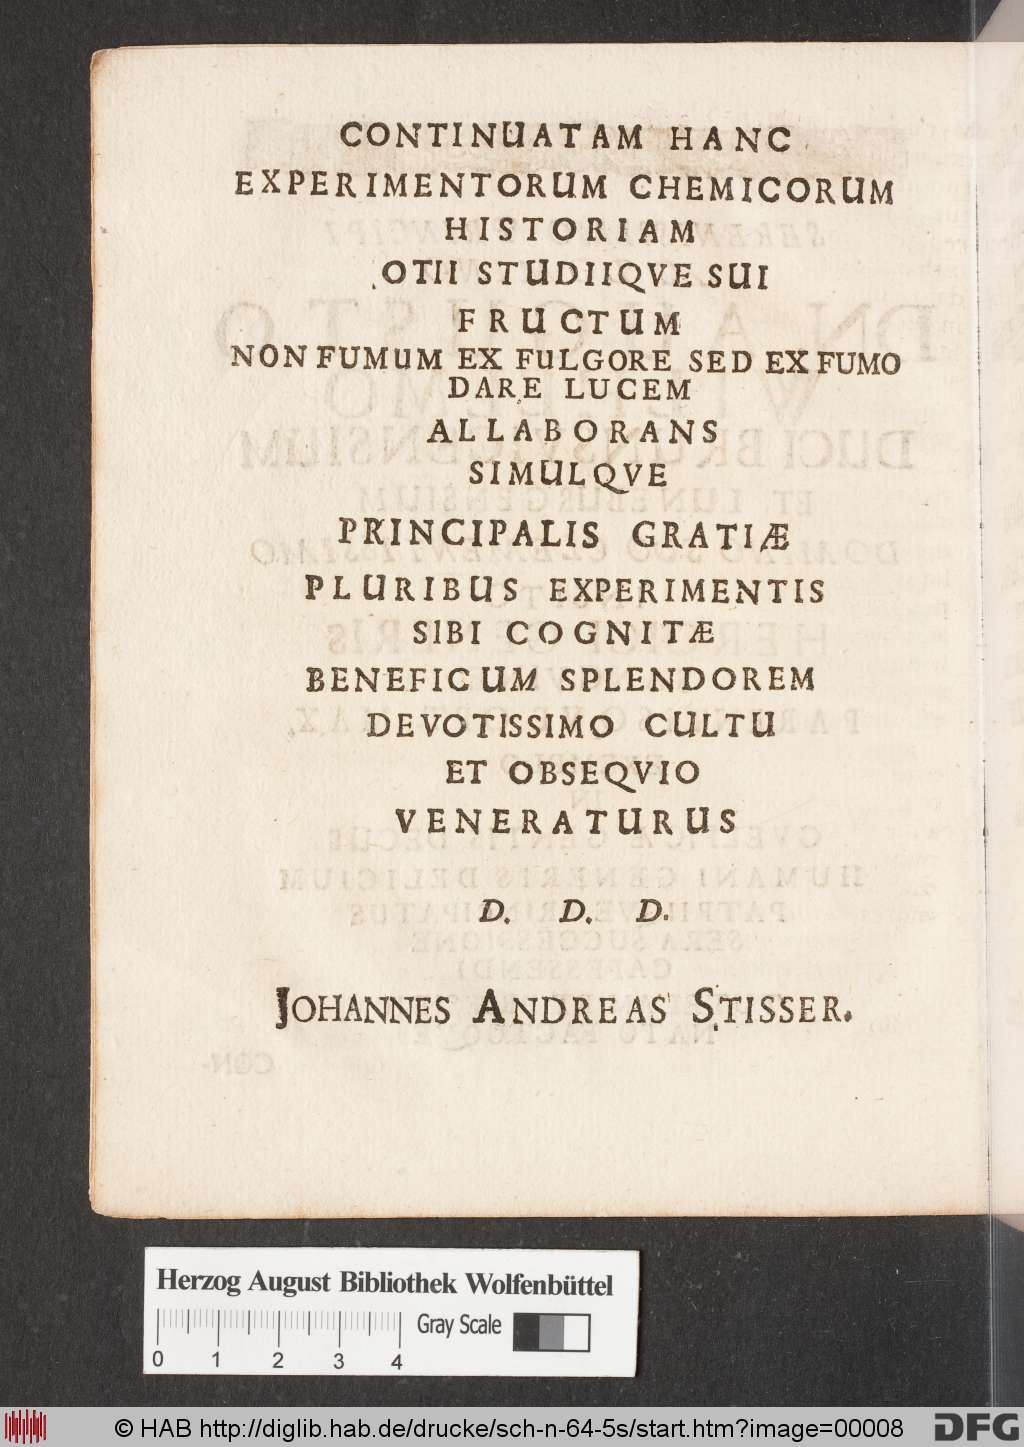 CONTINUATAM HANC
EXPERIMENTORUM CHEMICORUM
HISTORIAM
OTII STUDIIQVE SUI
FRUCTUM
NON FUMUM EX FULGORE SED EX FUMO
DARE LUCEM
ALLABORANS
SIMULQVE
PRINCIPALIS GRATIÆ
PLURIBUS EXPERIMENTIS
SIBI COGNITÆ
BENEFICUM SPLENDOREM
DEVOTISSIMO CULTU
ET OBSEQVIO
VENERATURUS
D. D. D.
JOHANNES ANDREAS STISSER.
Herzog August Bibliothek Wolfenbüttel
Gray Scale
0 1 2 3 4
© HAB http://diglib.hab.de/drucke/sch-n-64-5s/start.htm?image=00008
DFG